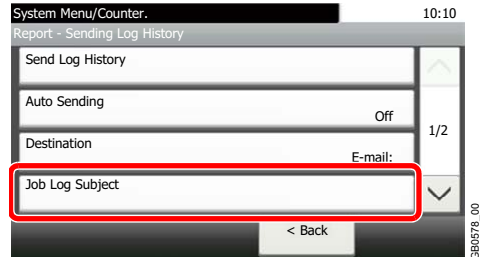 System Menu/Counter.
10:10
Report - Sending Log History
Send Log History
Auto Sending
Off
1/2
Destination
E-mail:
Job Log Subject
< Back
GB0578_00